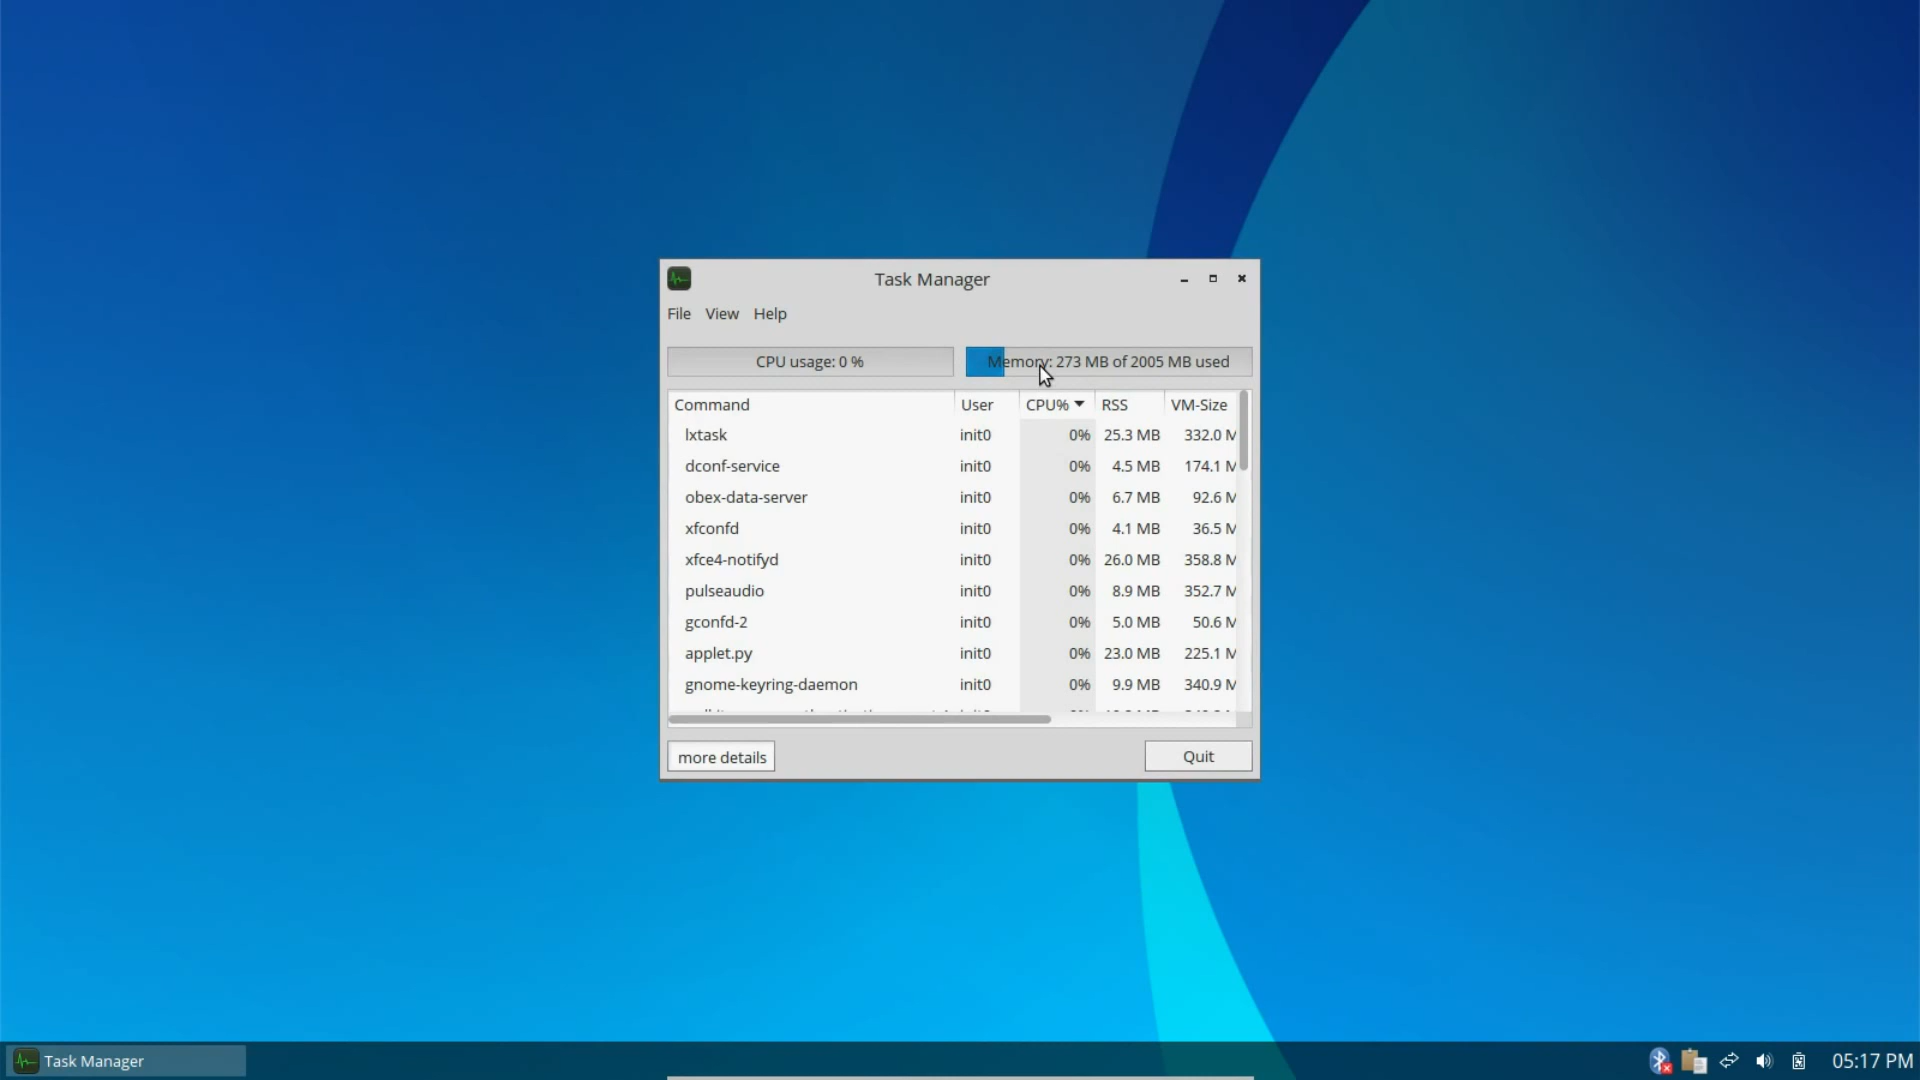 Task Manager
File View Help
CPU usage: 0 % Memory: 273 MB of 2005 MB used
Command User CPU% RSS VM-Size
lxtask init0 0% 25.3 MB 332.0 M
dconf-service init0 0% 4.5 MB 174.1 M
obex-data-server init0 0% 6.7 MB 92.6 M
xfconfd init0 0% 4.1 MB 36.5 M
xfce4-notifyd init0 0% 26.0 MB 358.8 M
pulseaudio init0 0% 8.9 MB 352.7 M
gconfd-2 init0 0% 5.0 MB 50.6 M
applet.py init0 0% 23.0 MB 225.1 M
gnome-keyring-daemon init0 0% 9.9 MB 340.9 M
more details Quit
Task Manager 05:17 PM